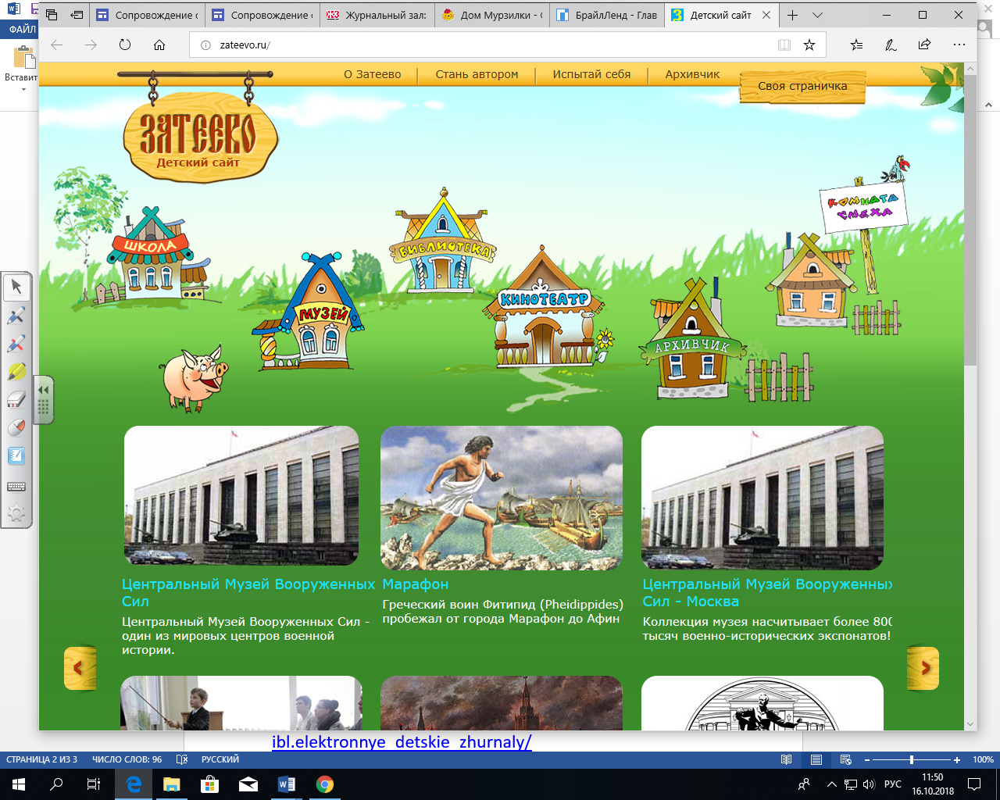 Сопровождение с
Сопровождение с
Журнальный зал:
Дом Мурзилки - С
БрайлЛенд - Глав
Детский сайт
ФАЙЛ
zateevo.ru/
Вставит
О Затеево
Стань автором
Испытай себя
Архивчик
Своя страничка
ЗАТЕЕВО
Детский сайт
КОМНАТА
СМЕХА
ШКОЛА
БИБЛИОТЕКА
МУЗЕЙ
КИНОТЕАТР
АРХИВЧИК
Центральный Музей Вооруженных
Сил
Центральный Музей Вооруженных Сил -
один из мировых центров военной
истории.
Марафон
Греческий воин Фитипид (Pheidippides)
пробежал от города Марафон до Афин
Центральный Музей Вооруженных
Сил - Москва
Коллекция музея насчитывает более 800
тысяч военно-исторических экспонатов!
ibl.elektronnye_detskie_zhurnaly/
СТРАНИЦА 2 ИЗ 3
ЧИСЛО СЛОВ: 96
РУССКИЙ
100%
РУС
11:50
16.10.2018